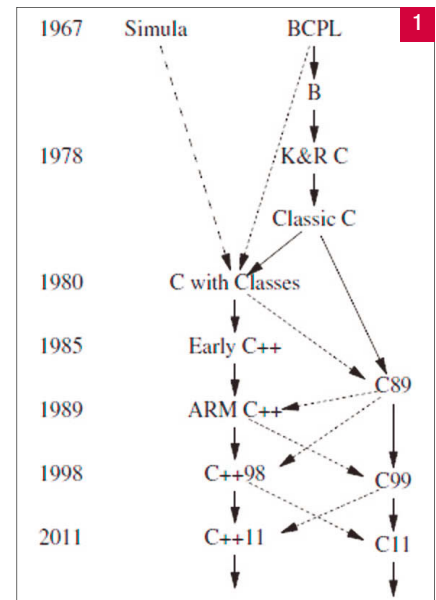 1
1967 Simula BCPL
B
1978 K&R C
Classic C
1980 C with Classes
1985 Early C++
C89
1989 ARM C++
1998 C++98
C99
2011 C++11
C11